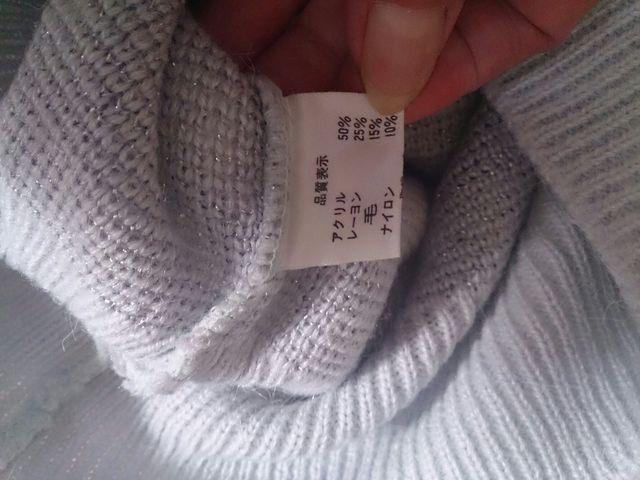 品質表示
アクリル 50%
レーヨン 25%
毛 15%
ナイロン 10%